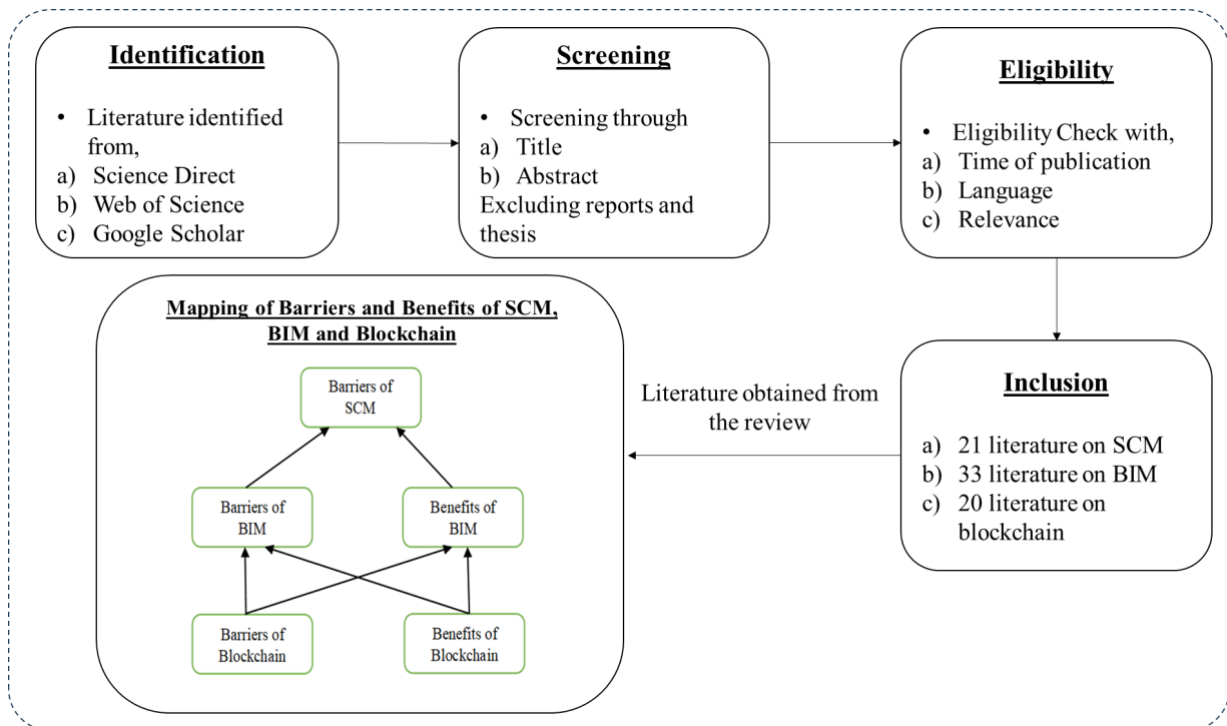 Identification
• Literature identified
from,
a) Science Direct
b) Web of Science
c) Google Scholar
Screening
• Screening through
a) Title
b) Abstract
Excluding reports and
thesis
Eligibility
• Eligibility Check with,
a) Time of publication
b) Language
c) Relevance
Inclusion
a) 21 literature on SCM
b) 33 literature on BIM
c) 20 literature on
blockchain
Literature obtained from
the review
Mapping of Barriers and Benefits of SCM,
BIM and Blockchain
Barriers of
SCM
Barriers of
BIM
Benefits of
BIM
Barriers of
Blockchain
Benefits of
Blockchain